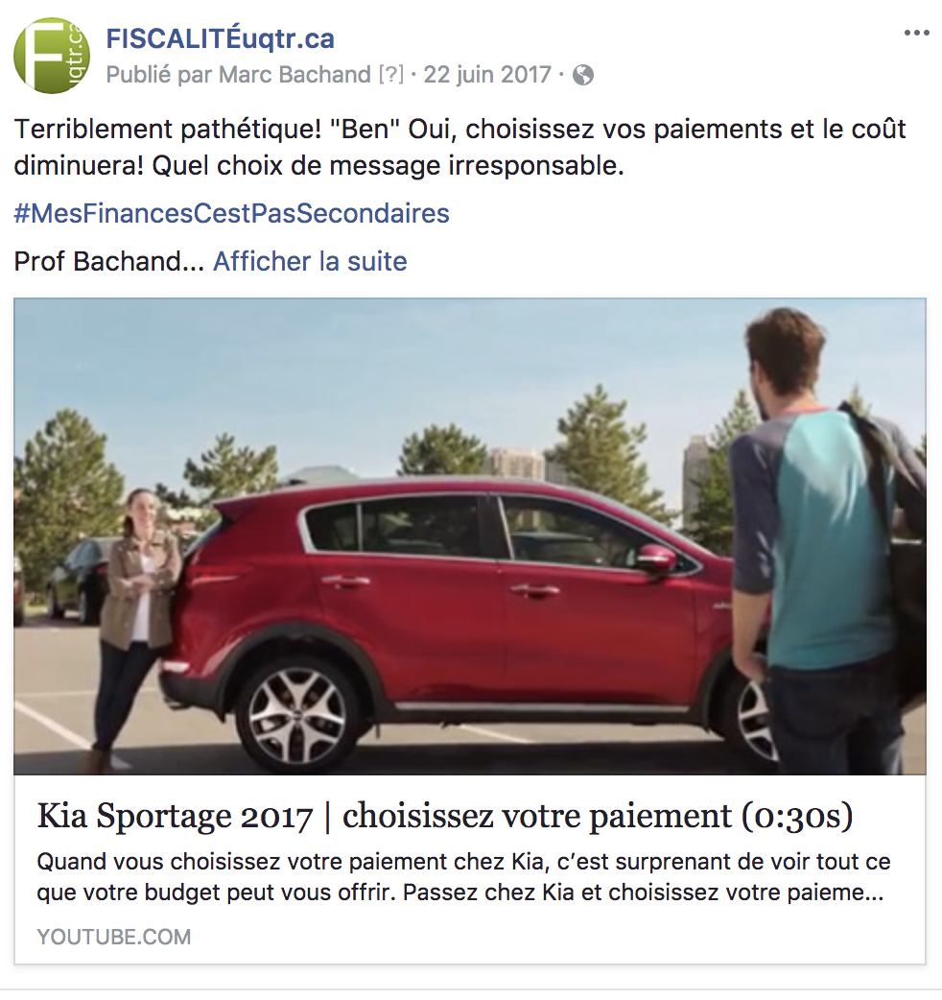 F
uqtr.ca
FISCALITÉuqtr.ca
Publié par Marc Bachand [?] · 22 juin 2017 ·
Terriblement pathétique! "Ben" Oui, choisissez vos paiements et le coût
diminuera! Quel choix de message irresponsable.
#MesFinancesCestPasSecondaires
Prof Bachand... Afficher la suite
Kia Sportage 2017 | choisissez votre paiement (0:30s)
Quand vous choisissez votre paiement chez Kia, c’est surprenant de voir tout ce
que votre budget peut vous offrir. Passez chez Kia et choisissez votre paieme...
YOUTUBE.COM